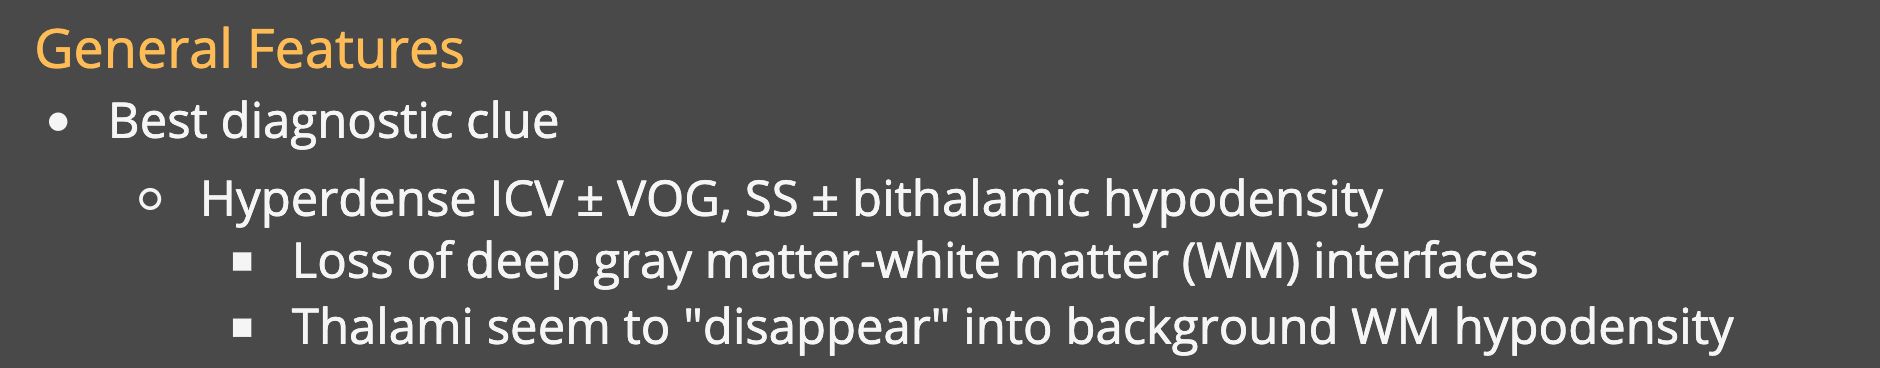 General Features
• Best diagnostic clue
○ Hyperdense ICV ± VOG, SS ± bithalamic hypodensity
▪ Loss of deep gray matter-white matter (WM) interfaces
▪ Thalami seem to "disappear" into background WM hypodensity